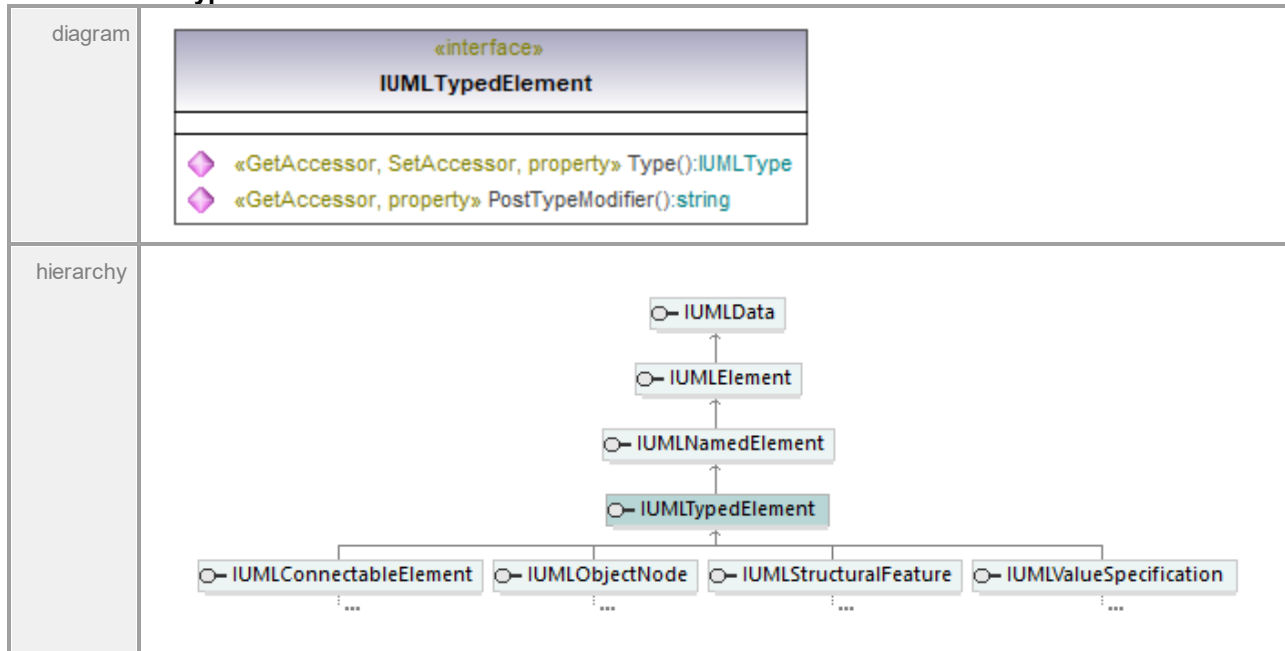 diagram
«interface»
IUMLTypedElement
«GetAccessor, SetAccessor, property» Type():IUMLType
«GetAccessor, property» PostTypeModifier():string
hierarchy
IUMLData
IUMLElement
IUMLNamedElement
IUMLTypedElement
IUMLConnectableElement IUMLObjectNode IUMLStructuralFeature IUMLValueSpecification
... ... ... ...